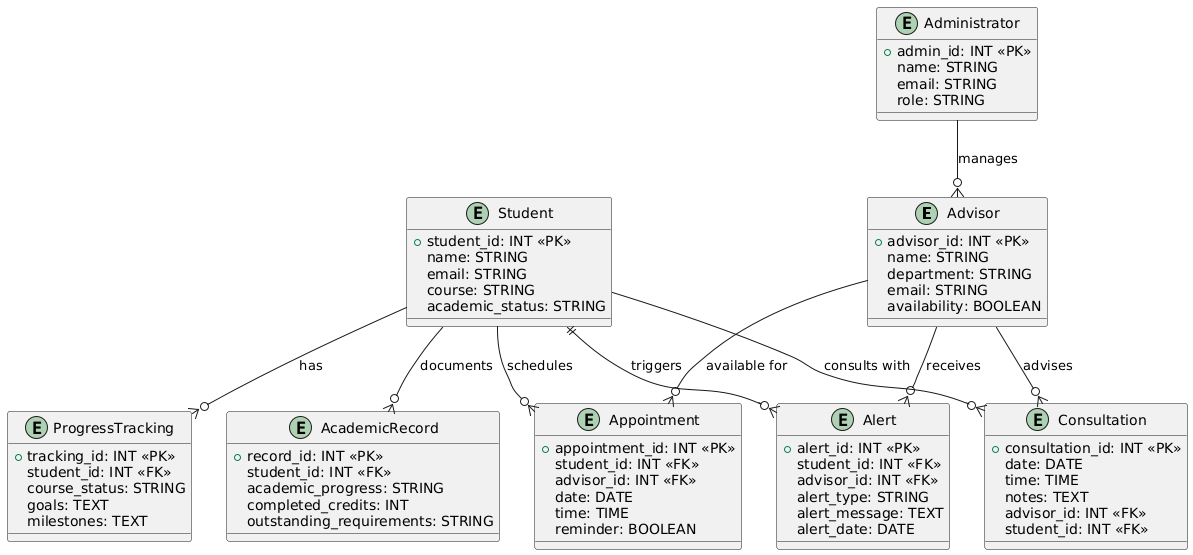 E Administrator
admin_id: INT «PK»
name: STRING
email: STRING
role: STRING
manages
E Student
student_id: INT «PK»
name: STRING
email: STRING
course: STRING
academic_status: STRING
E Advisor
advisor_id: INT «PK»
name: STRING
department: STRING
email: STRING
availability: BOOLEAN
has
documents
schedules
triggers
available for
consults with
receives
advises
E ProgressTracking
tracking_id: INT «PK»
student_id: INT «FK»
course_status: STRING
goals: TEXT
milestones: TEXT
E AcademicRecord
record_id: INT «PK»
student_id: INT «FK»
academic_progress: STRING
completed_credits: INT
outstanding_requirements: STRING
E Appointment
appointment_id: INT «PK»
student_id: INT «FK»
advisor_id: INT «FK»
date: DATE
time: TIME
reminder: BOOLEAN
E Alert
alert_id: INT «PK»
student_id: INT «FK»
advisor_id: INT «FK»
alert_type: STRING
alert_message: TEXT
alert_date: DATE
E Consultation
consultation_id: INT «PK»
date: DATE
time: TIME
notes: TEXT
advisor_id: INT «FK»
student_id: INT «FK»